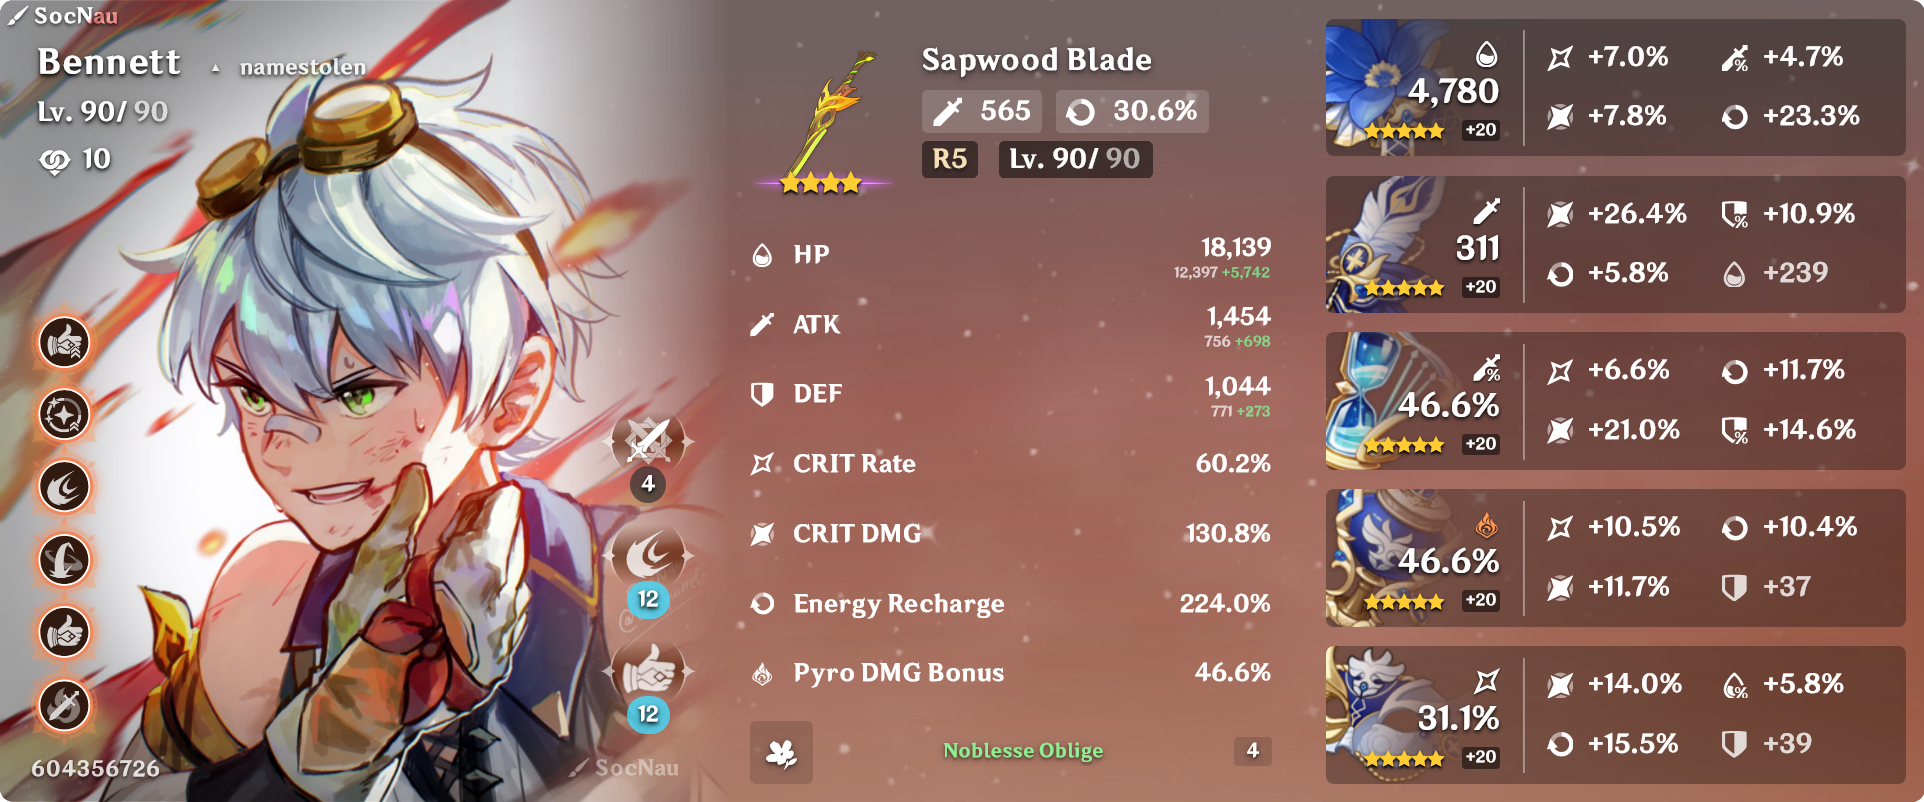 SocNau
Bennett ▲ namestolen
Lv. 90/ 90
10
604356726
4
12
12
SocNau
Sapwood Blade
565 30.6%
R5 Lv. 90/ 90
HP 18,139
12,397 +5,742
ATK 1,454
756 +698
DEF 1,044
771 +273
CRIT Rate 60.2%
CRIT DMG 130.8%
Energy Recharge 224.0%
Pyro DMG Bonus 46.6%
Noblesse Oblige 4
4,780
+20
+7.0% +4.7%
+7.8% +23.3%
311
+20
+26.4% +10.9%
+5.8% +239
46.6%
+20
+6.6% +11.7%
+21.0% +14.6%
46.6%
+20
+10.5% +10.4%
+11.7% +37
31.1%
+20
+14.0% +5.8%
+15.5% +39